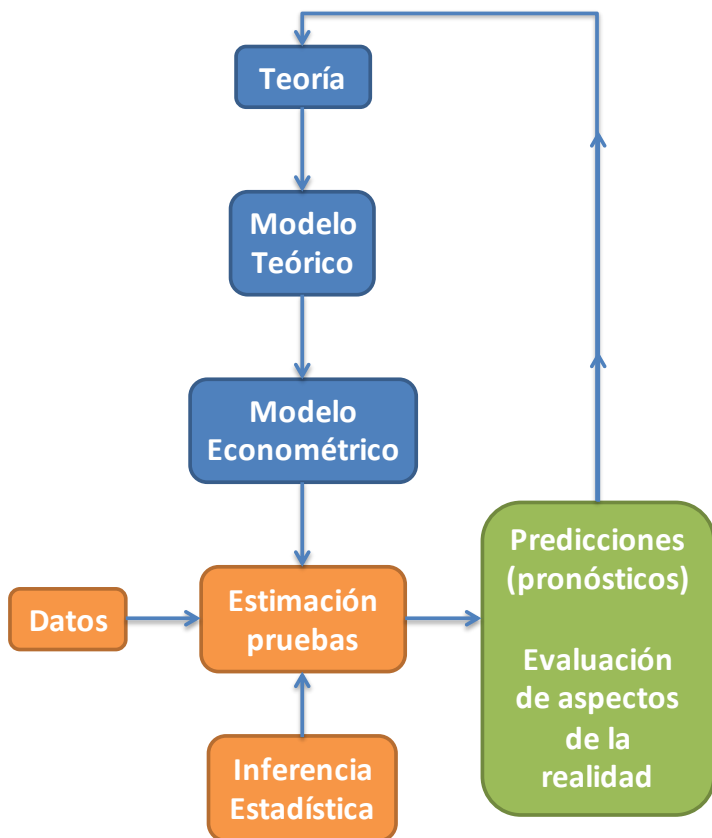 Teoría
Modelo
Teórico
Modelo
Econométrico
Datos
Estimación
pruebas
Inferencia
Estadística
Predicciones
(pronósticos)
Evaluación
de aspectos
de la
realidad